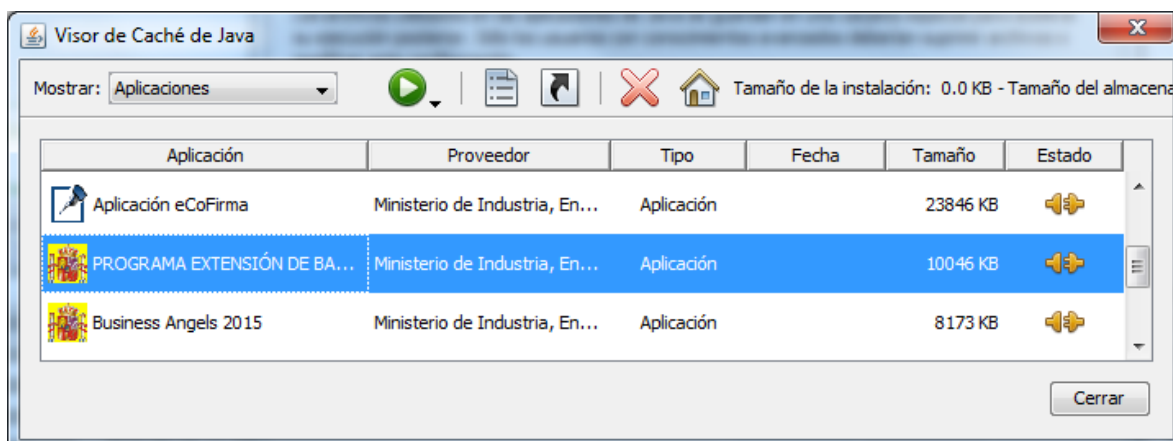 Visor de Caché de Java
Mostrar: Aplicaciones
Tamaño de la instalación: 0.0 KB - Tamaño del almacena
Aplicación Proveedor Tipo Fecha Tamaño Estado
Aplicación eCoFirma Ministerio de Industria, En... Aplicación 23846 KB
PROGRAMA EXTENSIÓN DE BA... Ministerio de Industria, En... Aplicación 10046 KB
Business Angels 2015 Ministerio de Industria, En... Aplicación 8173 KB
Cerrar